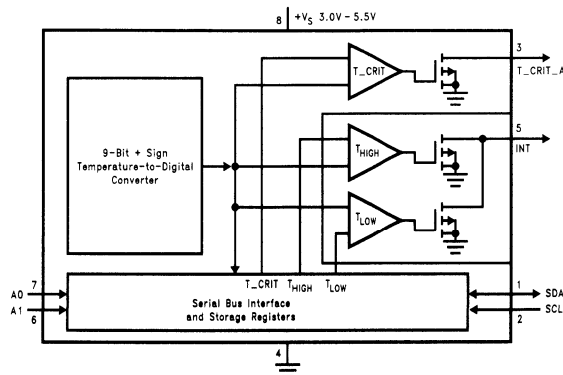 8 +VS 3.0V – 5.5V
3
T_CRIT_A
T_CRIT
5
INT
THIGH
9-Bit + Sign
Temperature-to-Digital
Converter
TLOW
T_CRIT THIGH TLOW
7
A0
A1
6
Serial Bus Interface
and Storage Registers
1
SDA
SCL
2
4